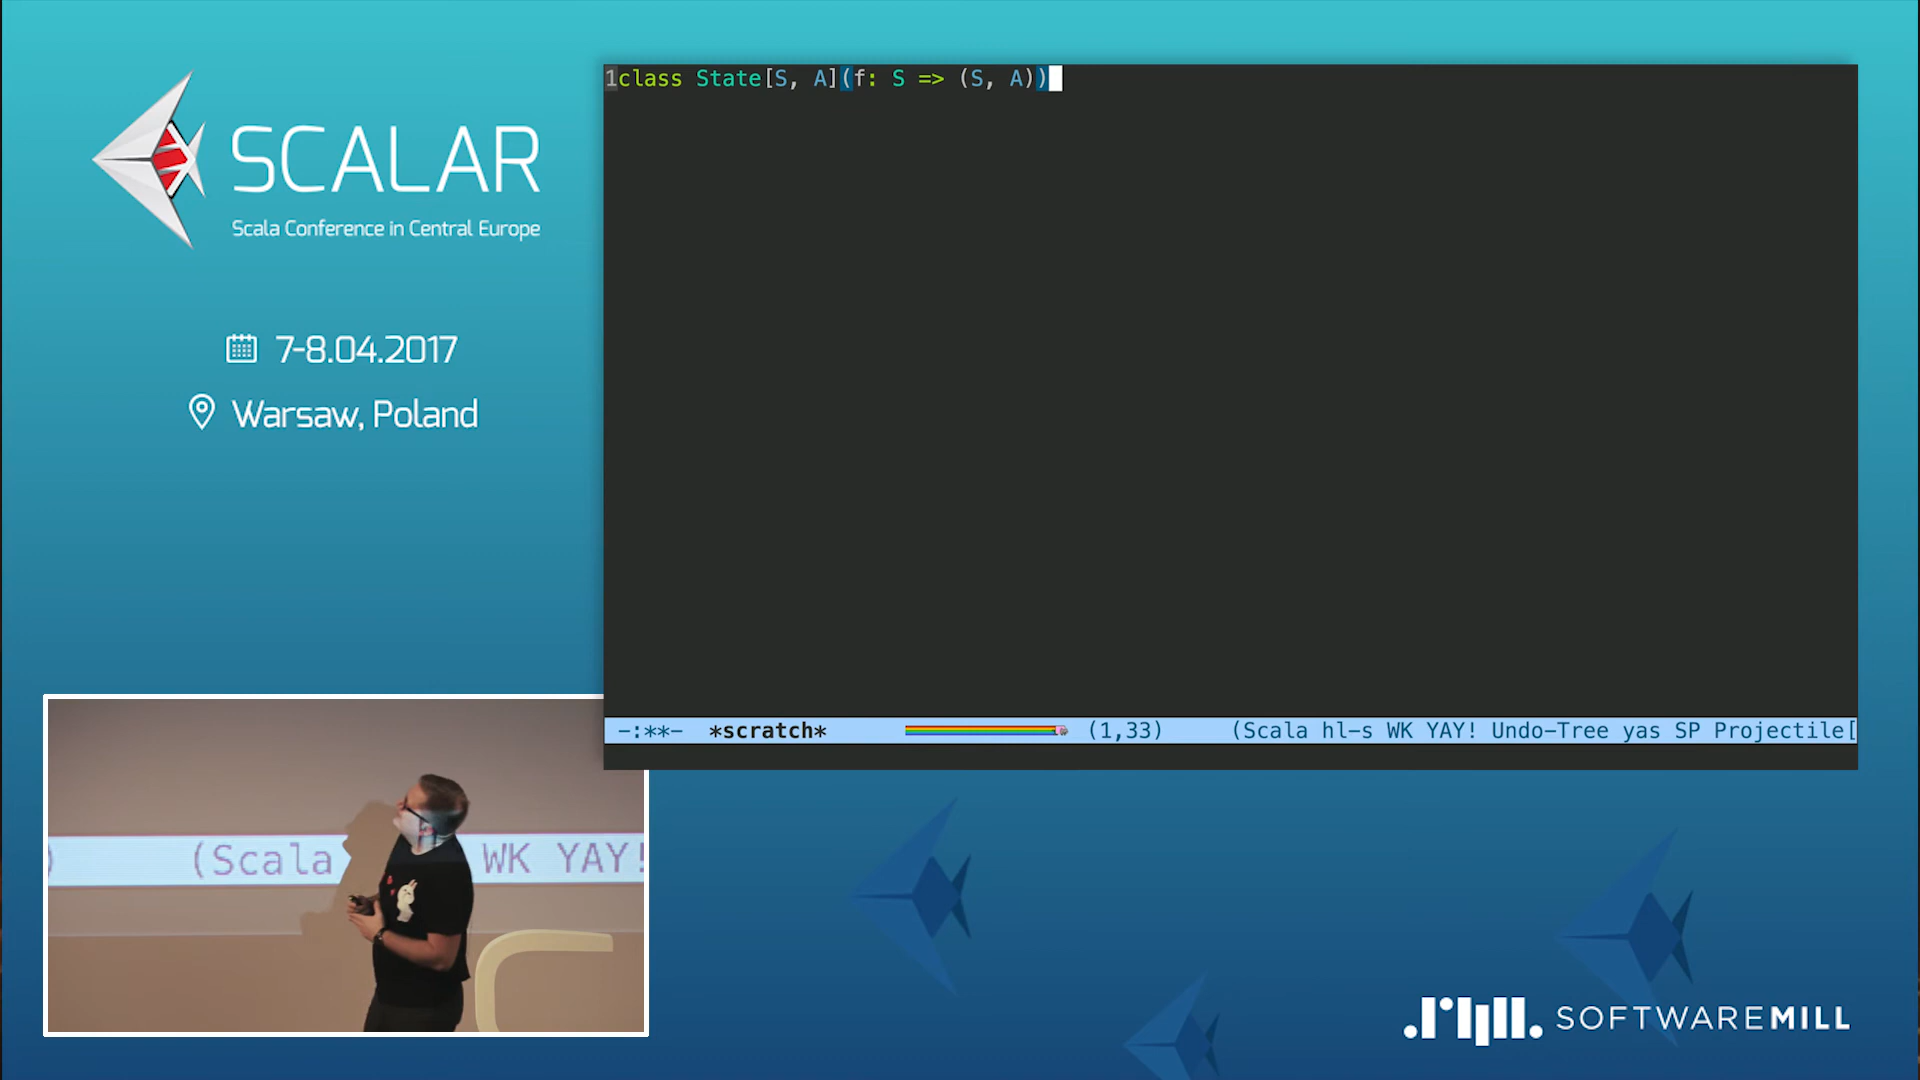 SCALAR
Scala Conference in Central Europe
7-8.04.2017
Warsaw, Poland
1class State[S, A](f: S => (S, A))
-:**- *scratch* (1,33) (Scala hl-s WK YAY! Undo-Tree yas SP Projectile[
) (Scala WK YAY!
SOFTWAREMILL